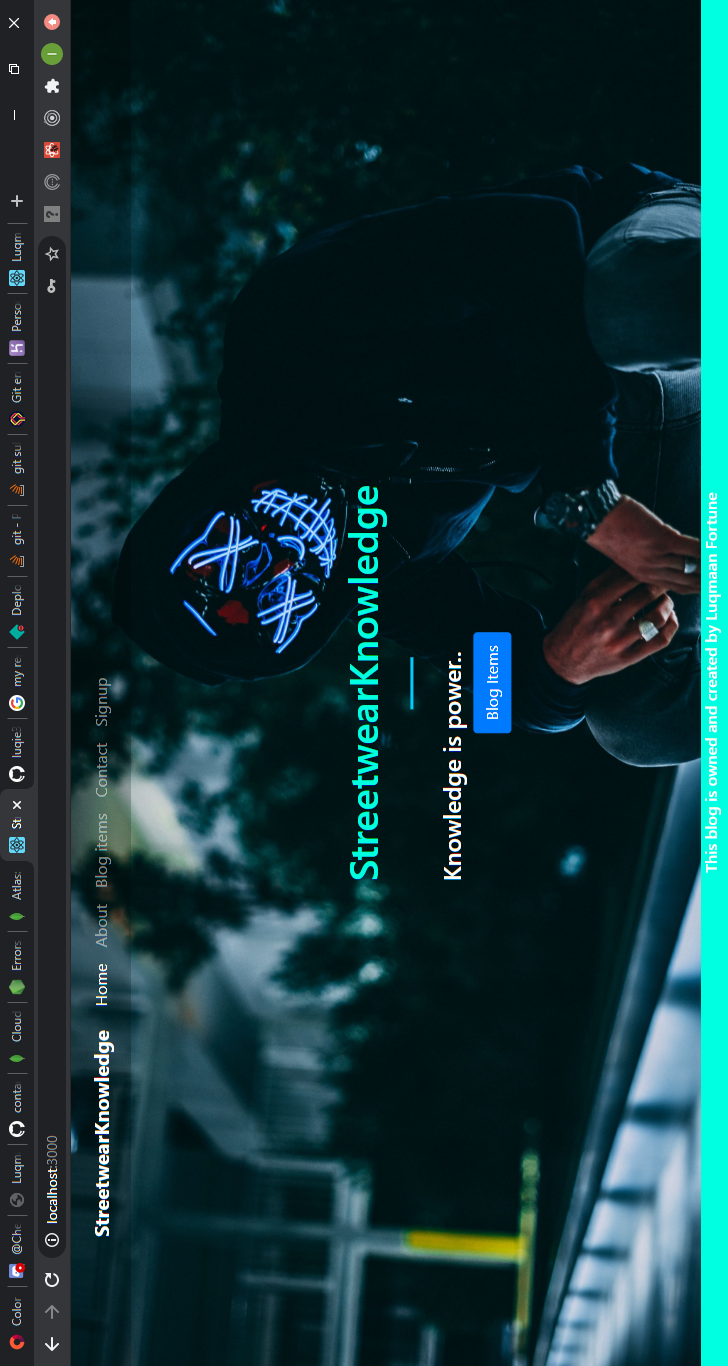 Color
@Che
Luqm
conta
Cloud
Errors
Atlas:
St
luqie
my re
Deplo
git - F
git su
Git er
Perso
Luqm
localhost:3000
StreetwearKnowledge
Home
About
Blog items
Contact
Signup
StreetwearKnowledge
Knowledge is power..
Blog Items
This blog is owned and created by Luqmaan Fortune